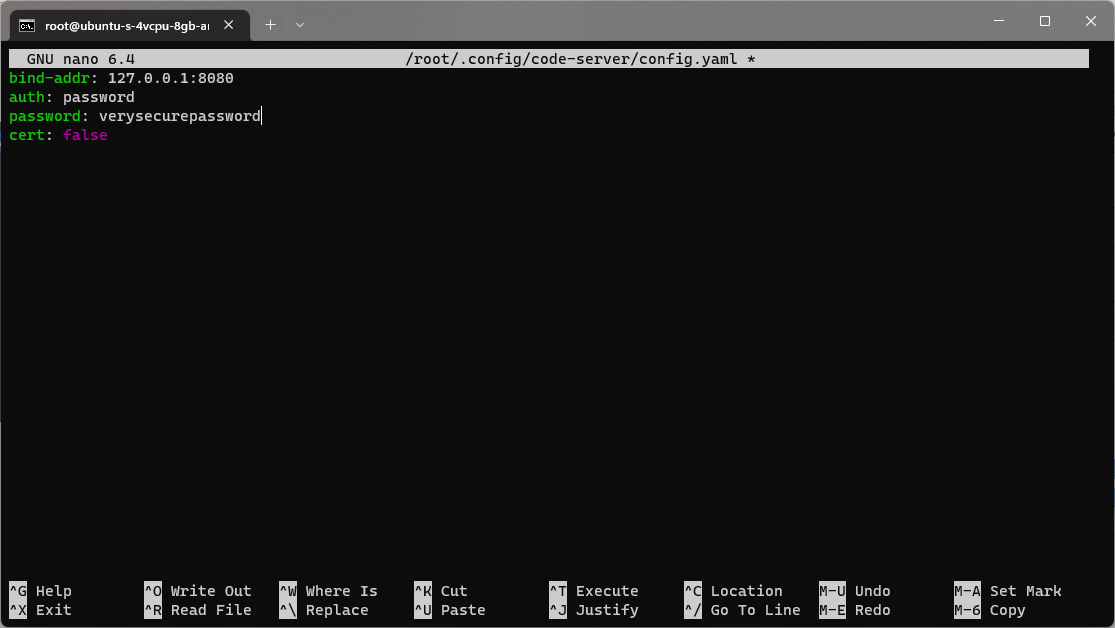 root@ubuntu-s-4vcpu-8gb-a
GNU nano 6.4 /root/.config/code-server/config.yaml *
bind-addr: 127.0.0.1:8080
auth: password
password: verysecurepassword
cert: false
^G Help ^O Write Out ^W Where Is ^K Cut ^T Execute ^C Location M-U Undo M-A Set Mark
^X Exit ^R Read File ^\ Replace ^U Paste ^J Justify ^/ Go To Line M-E Redo M-6 Copy